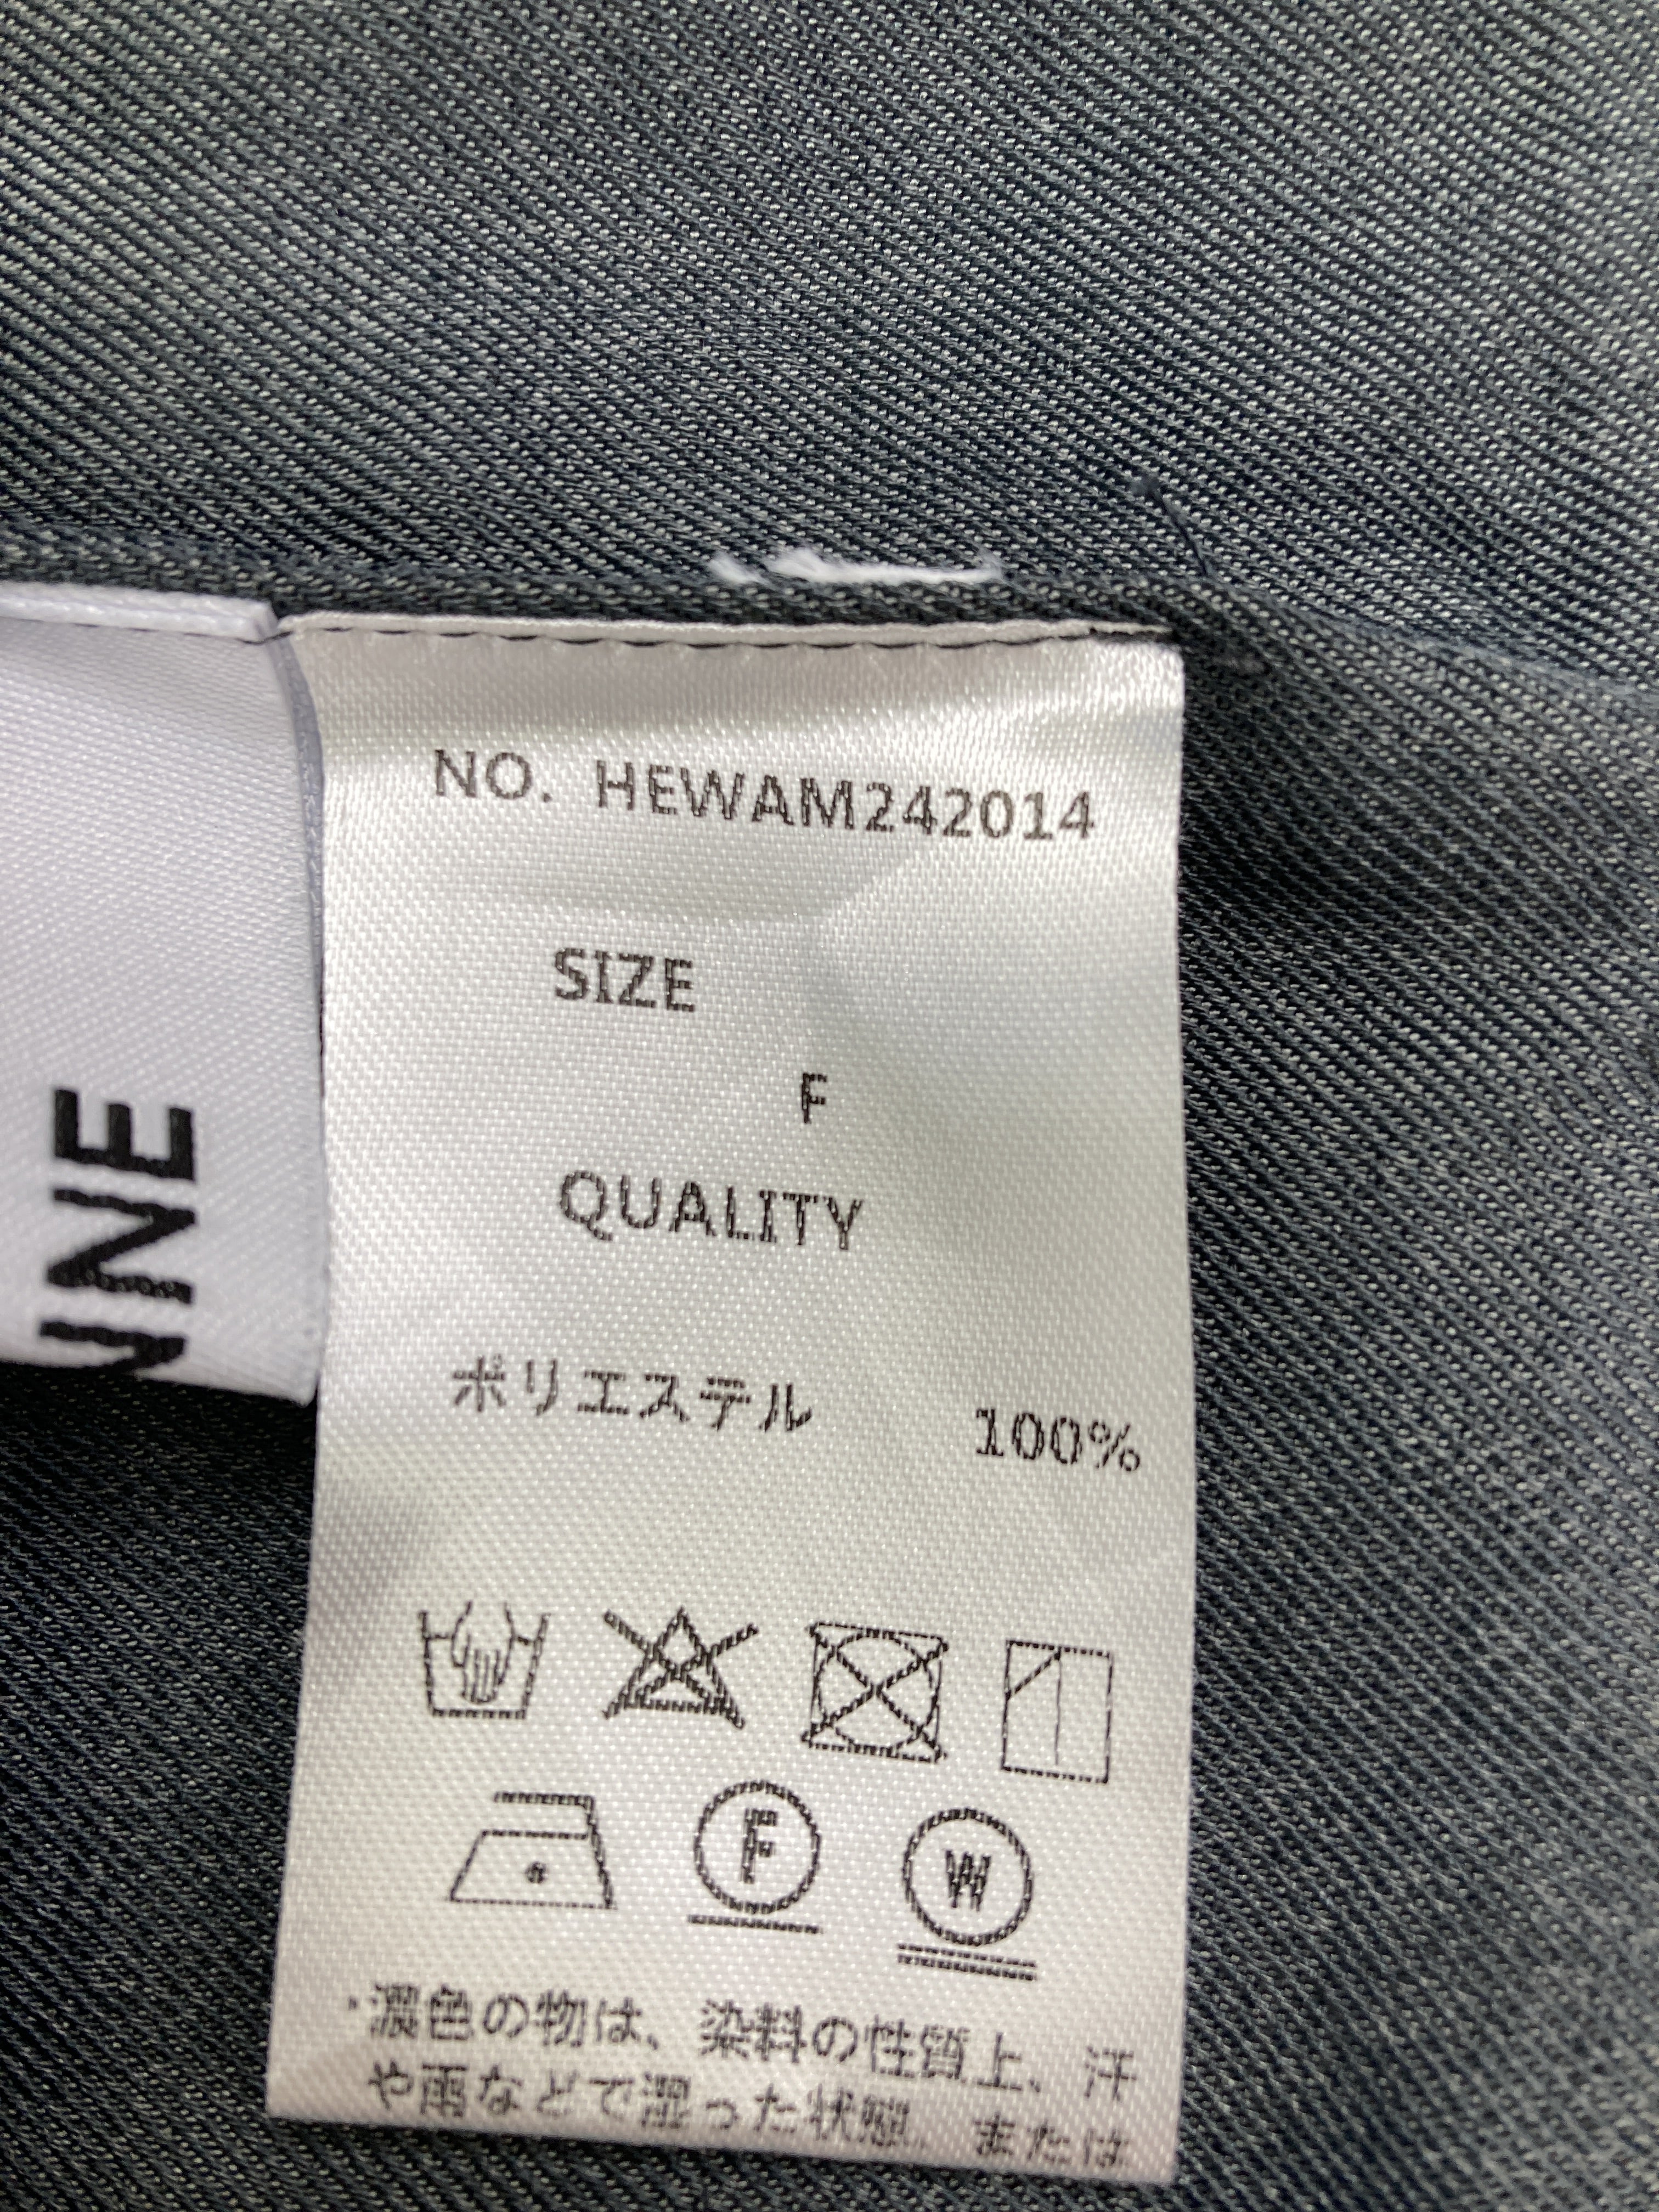 NO. HEWAM242014
SIZE
F
QUALITY
ポリエステル 100%
F
W
・濃色の物は、染料の性質上、汗
や雨などで湿った状態、または
NNE